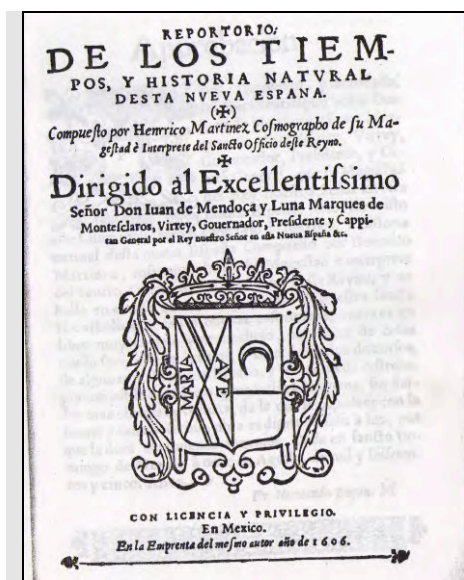 REPORTORIO:
DE LOS TIEM-
POS, Y HISTORIA NATVRAL
DESTA NVEVA ESPAÑA.
(✠)
Compueſto por Henrrico Martinez Coſmographo de ſu Ma-
geſtad è Interprete del Sancto Officio deſte Reyno.
✠
Dirigido al Excellentiſsimo
Señor Don Iuan de Mendoça y Luna Marques de
Monteſclaros, Virrey, Gouernador, Preſidente y Cappi-
tan General por el Rey nueſtro Señor en eſta Nueua Eſpaña &c.
AVE
MARIA
CON LICENCIA Y PRIVILEGIO.
En Mexico.
En la Emprenta del meſmo autor año de 1606.